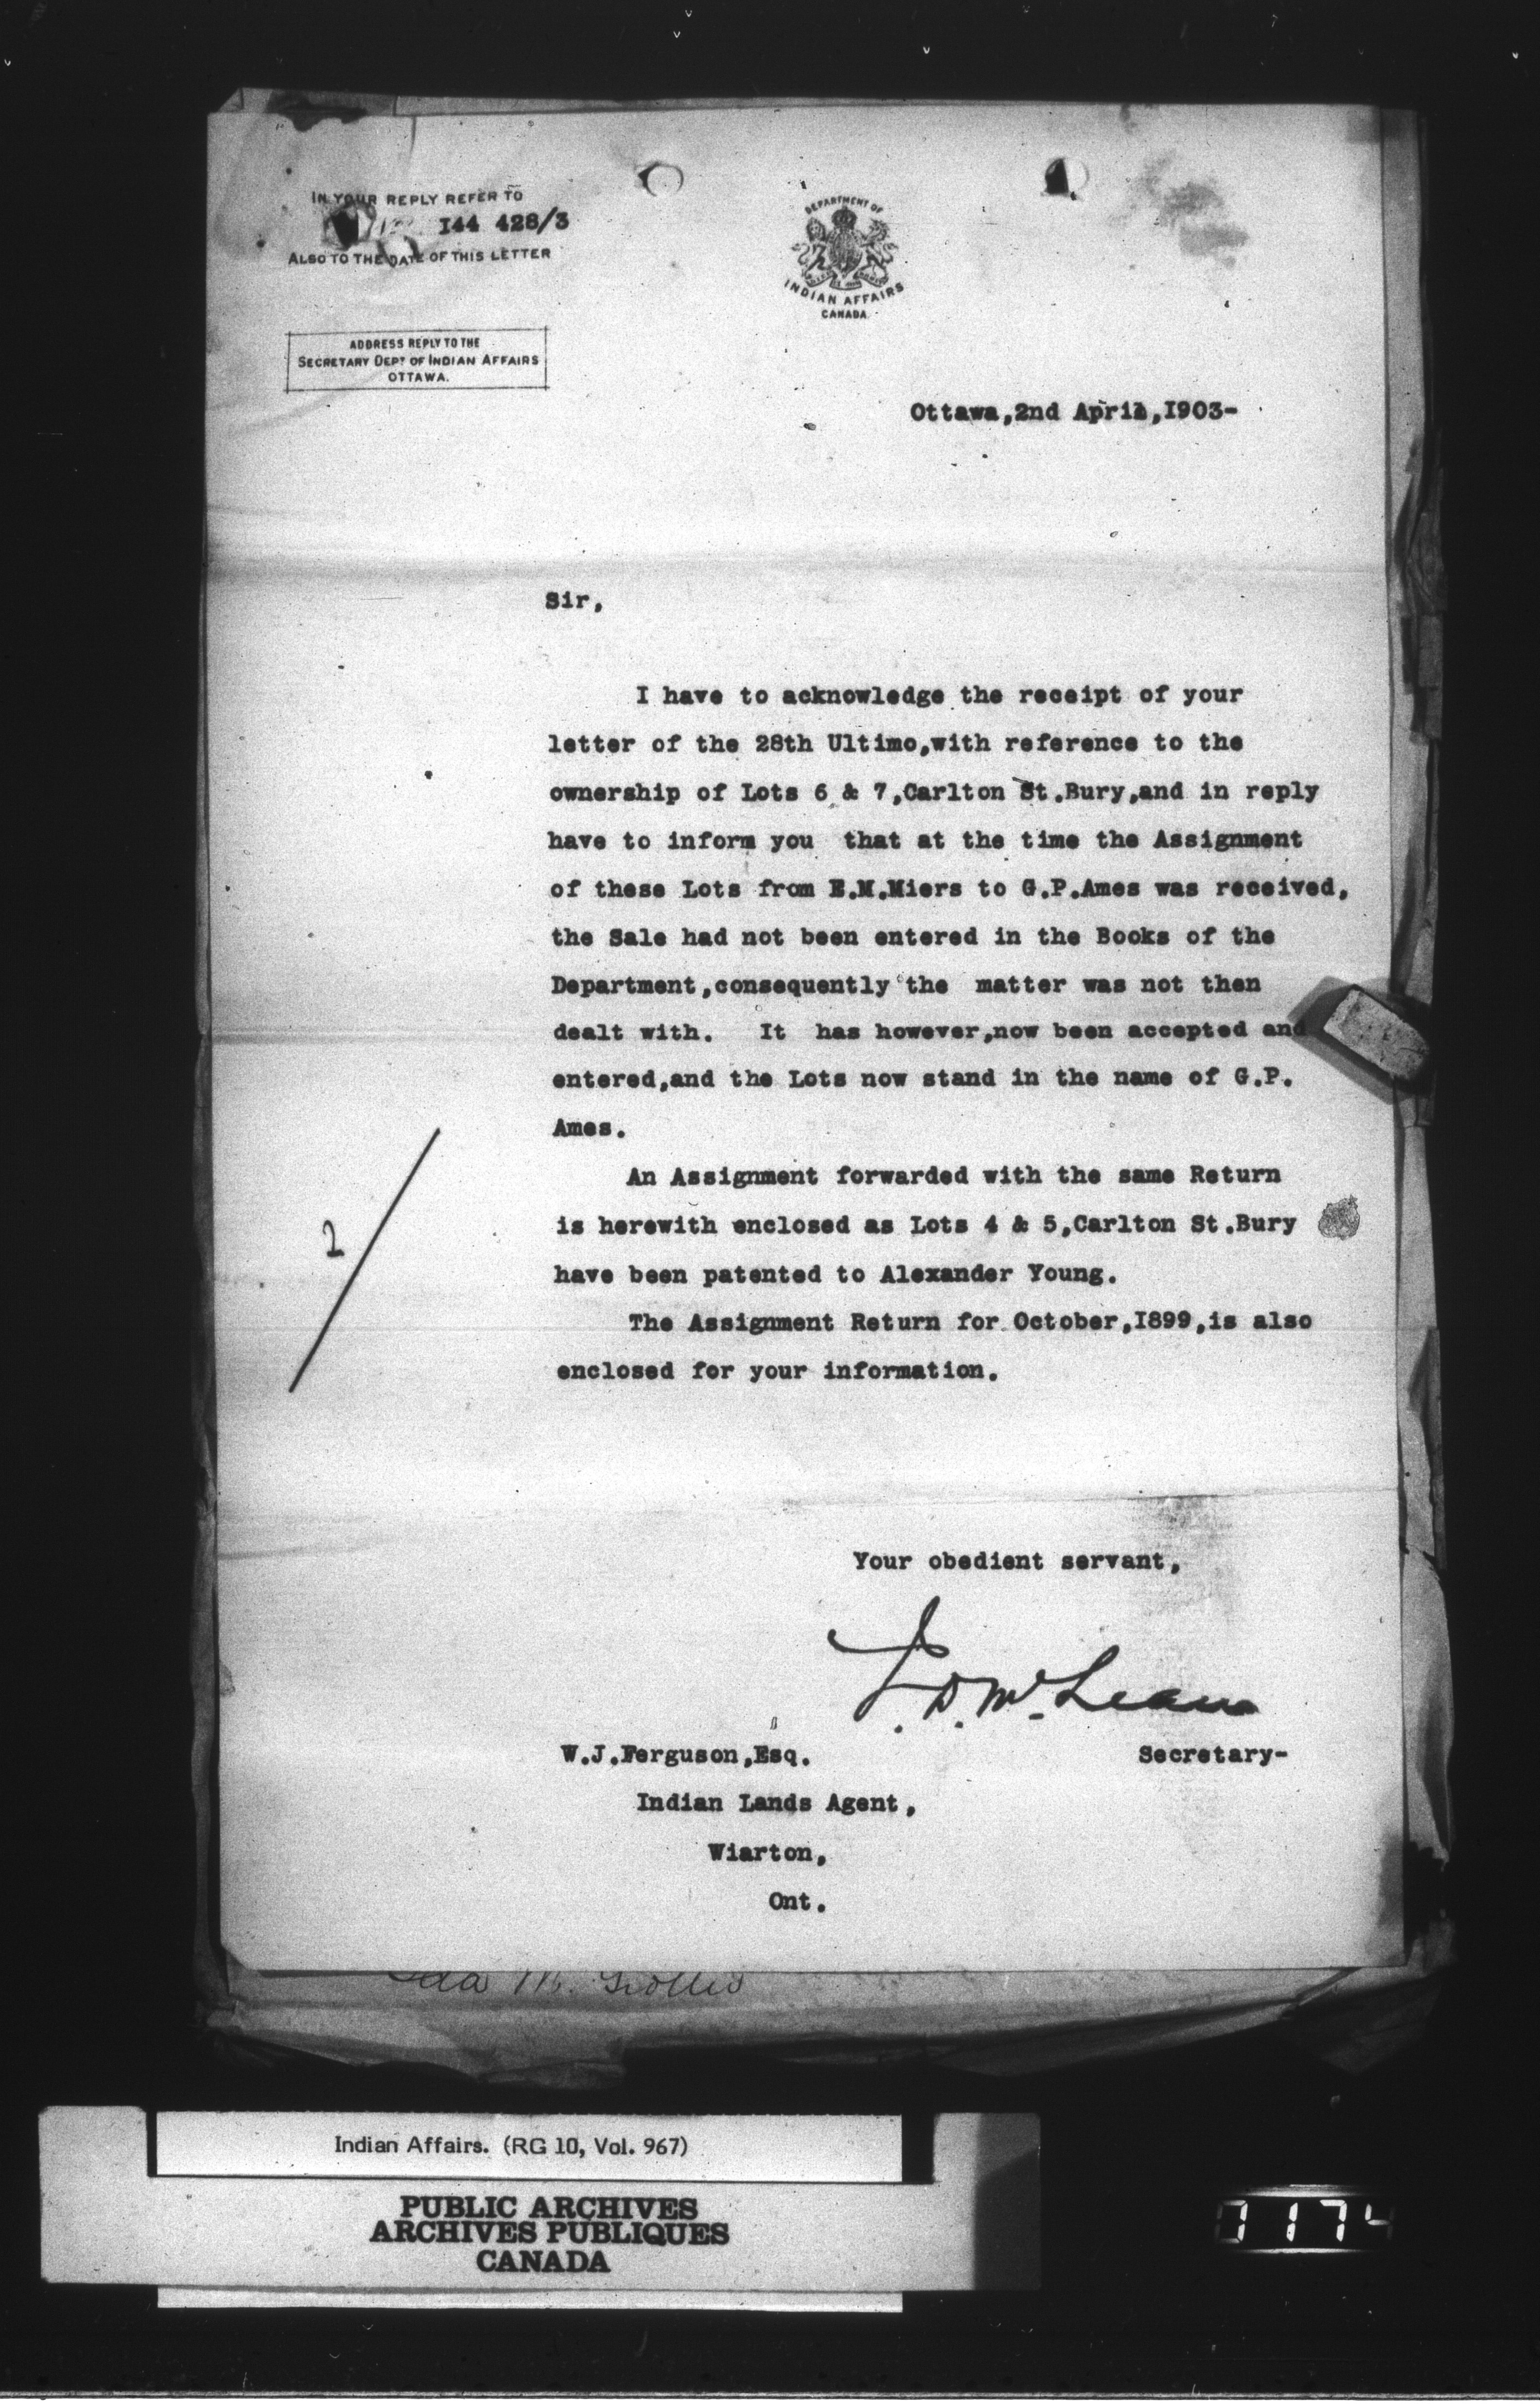 IN YOUR REPLY REFER TO
I44 428/3
ALSO TO THE DATE OF THIS LETTER
ADDRESS REPLY TO THE
SECRETARY DEPT OF INDIAN AFFAIRS
OTTAWA.
DEPARTMENT OF
INDIAN AFFAIRS
CANADA
Ottawa,2nd April,I903-
Sir,
I have to acknowledge the receipt of your
letter of the 28th Ultimo,with reference to the
ownership of Lots 6 & 7,Carlton St.Bury,and in reply
have to inform you that at the time the Assignment
of these Lots from E.M.Miers to G.P.Ames was received,
the Sale had not been entered in the Books of the
Department,consequently the matter was not then
dealt with. It has however,now been accepted and
entered,and the Lots now stand in the name of G.P.
Ames.
An Assignment forwarded with the same Return
is herewith enclosed as Lots 4 & 5,Carlton St.Bury
have been patented to Alexander Young.
The Assignment Return for October,I899,is also
enclosed for your information.
2
Your obedient servant,
J. D. McLean
W.J.Ferguson,Esq. Secretary-
Indian Lands Agent,
Wiarton,
Ont.
M.
Indian Affairs. (RG 10, Vol. 967)
PUBLIC ARCHIVES
ARCHIVES PUBLIQUES
CANADA
0174